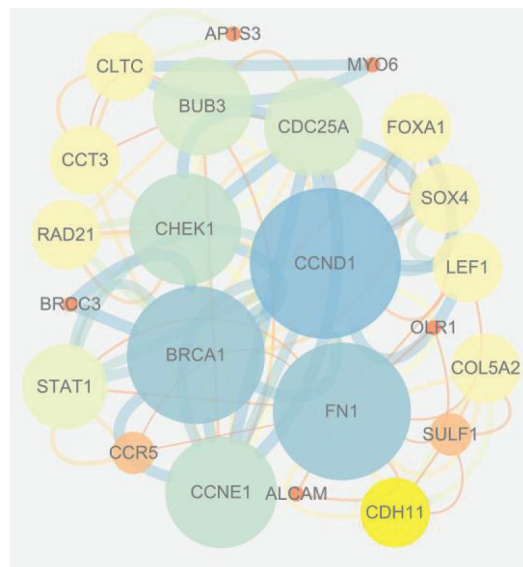 AP1S3
CLTC
MYO6
BUB3
CDC25A
FOXA1
CCT3
SOX4
RAD21
CHEK1
CCND1
LEF1
BRCC3
OLR1
BRCA1
COL5A2
STAT1
FN1
SULF1
CCR5
CCNE1
ALCAM
CDH11